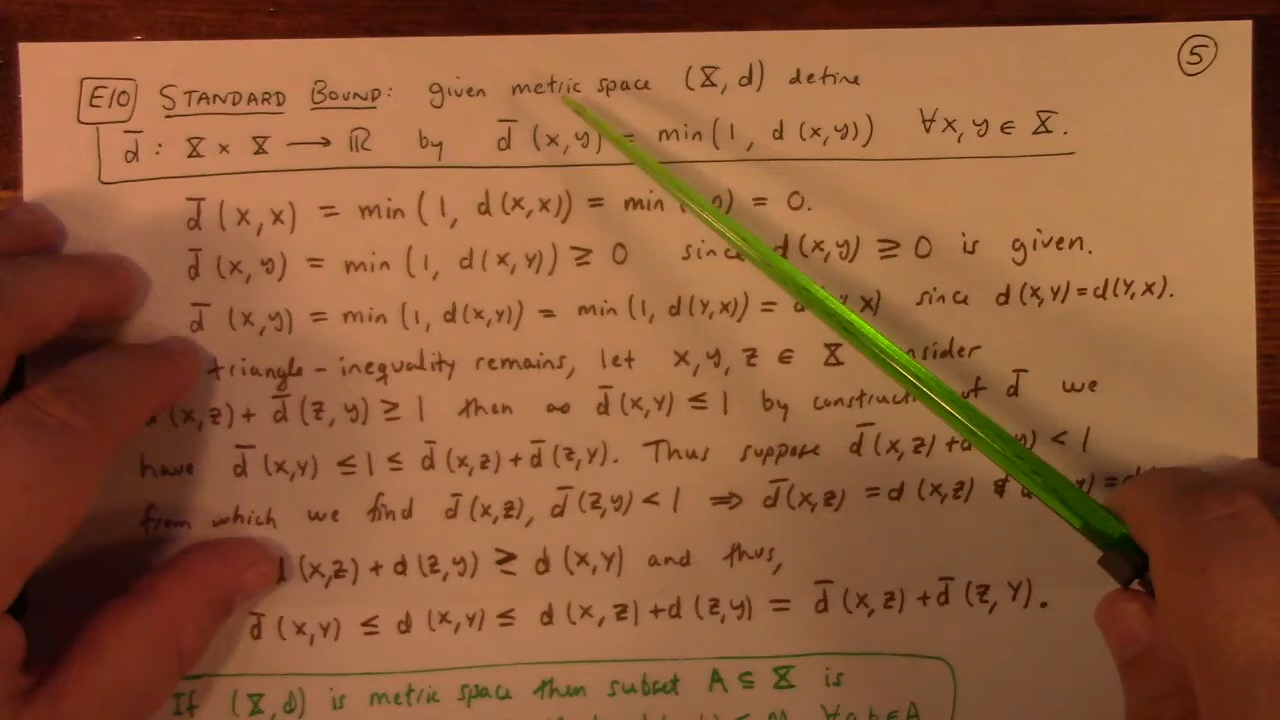 5
E10 STANDARD BOUND: given metric space (X, d) define
d̄ : X × X → ℝ by d̄(x,y) = min(1, d(x,y)) ∀x,y ∈ X.
d̄(x,x) = min(1, d(x,x)) = min 0) = 0.
d̄(x,y) = min(1, d(x,y)) ≥ 0 since d(x,y) ≥ 0 is given.
d̄(x,y) = min(1, d(x,y)) = min(1, d(y,x)) = x) since d(x,y)=d(y,x).
triangle-inequality remains, let x, y, z ∈ X
(x,z) + d̄(z,y) ≥ 1 then as d̄(x,y) ≤ 1 by of d̄ we
have d̄(x,y) ≤ 1 ≤ d̄(x,z) + d̄(z,y). Thus suppose d̄(x,z) + y) < 1
from which we find d̄(x,z), d̄(z,y) < 1 ⇒ d̄(x,z) = d(x,z) &
(x,z) + d(z,y) ≥ d(x,y) and thus,
d̄(x,y) ≤ d(x,y) ≤ d(x,z) + d(z,y) = d̄(x,z) + d̄(z,y).
If (X,d) is metric space then subset A ⊆ X is